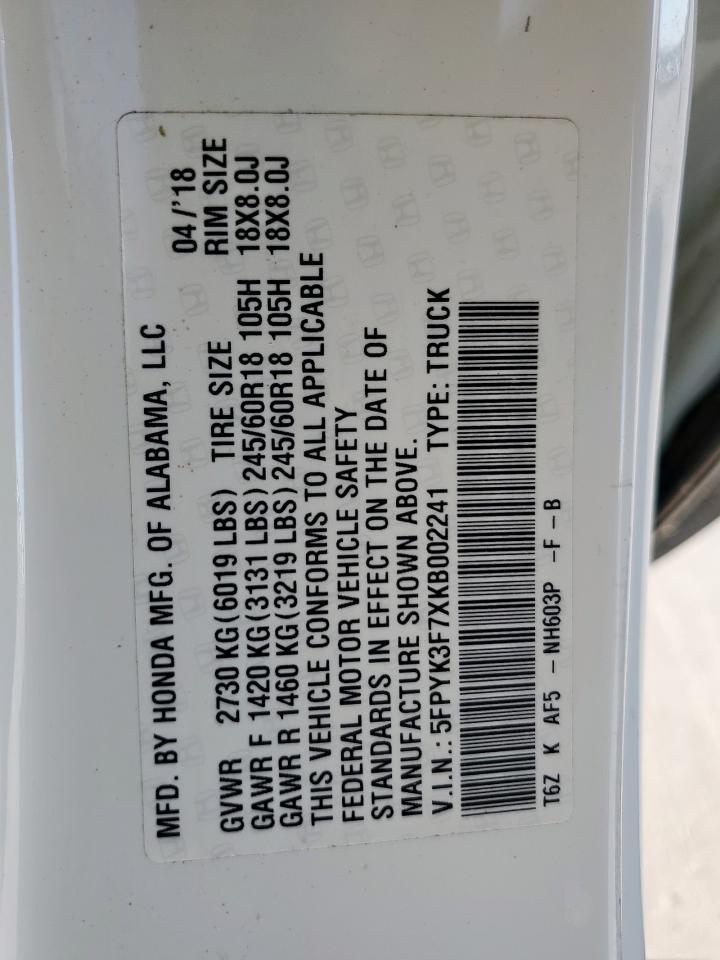 MFD. BY HONDA MFG. OF ALABAMA, LLC 04/'18
GVWR 2730 KG(6019 LBS) TIRE SIZE RIM SIZE
GAWR F 1420 KG(3131 LBS) 245/60R18 105H 18X8.0J
GAWR R 1460 KG(3219 LBS) 245/60R18 105H 18X8.0J
THIS VEHICLE CONFORMS TO ALL APPLICABLE
FEDERAL MOTOR VEHICLE SAFETY
STANDARDS IN EFFECT ON THE DATE OF
MANUFACTURE SHOWN ABOVE.
V.I.N.: 5FPYK3F7XKB002241 TYPE: TRUCK
T6Z K AF5 - NH603P - F - B